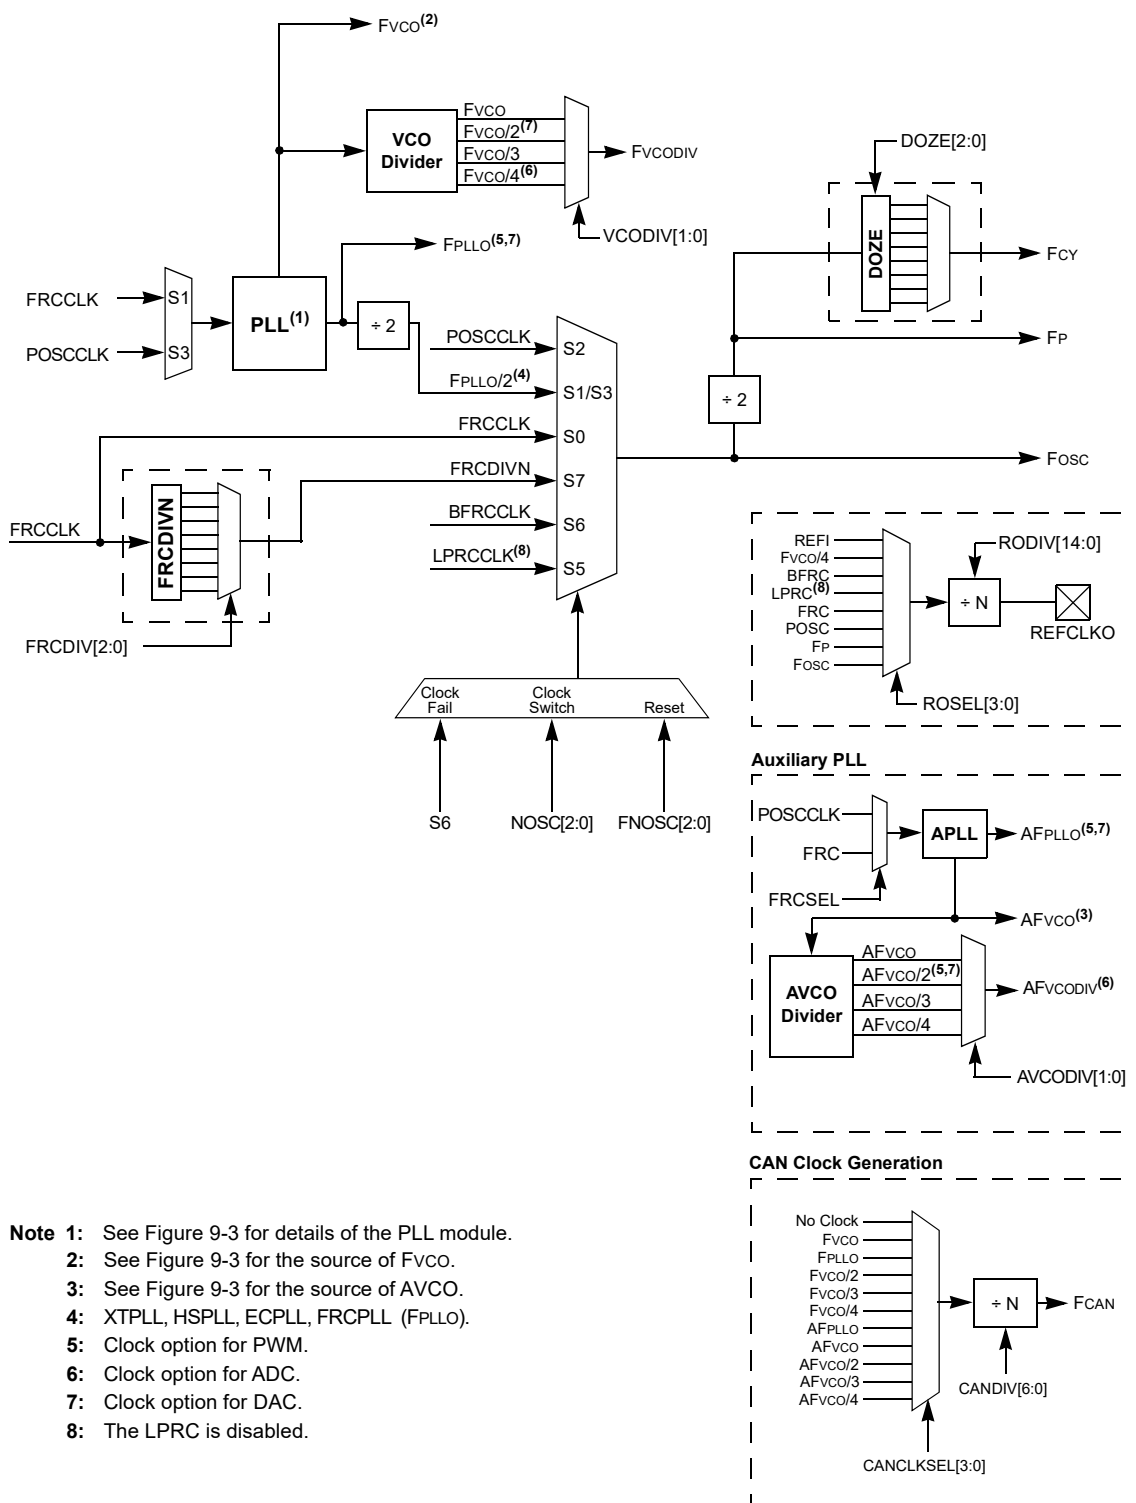 FVCO(2)
VCO
Divider
FVCO
FVCO/2(7)
FVCO/3
FVCO/4(6)
FVCODIV
VCODIV[1:0]
FPLLO(5,7)
FRCCLK
POSCCLK
S1
S3
PLL(1)
÷ 2
POSCCLK
FPLLO/2(4)
FRCCLK
FRCDIVN
BFRCCLK
LPRCCLK(8)
S2
S1/S3
S0
S7
S6
S5
FRCCLK
FRCDIVN
FRCDIV[2:0]
Clock
Fail
Clock
Switch
Reset
S6
NOSC[2:0]
FNOSC[2:0]
DOZE[2:0]
DOZE
FCY
FP
÷ 2
FOSC
REFI
FVCO/4
BFRC
LPRC(8)
FRC
POSC
FP
FOSC
RODIV[14:0]
÷ N
REFCLKO
ROSEL[3:0]
Auxiliary PLL
POSCCLK
FRC
FRCSEL
APLL
AFPLLO(5,7)
AFVCO(3)
AVCO
Divider
AFVCO
AFVCO/2(5,7)
AFVCO/3
AFVCO/4
AFVCODIV(6)
AVCODIV[1:0]
CAN Clock Generation
No Clock
FVCO
FPLLO
FVCO/2
FVCO/3
FVCO/4
AFPLLO
AFVCO
AFVCO/2
AFVCO/3
AFVCO/4
÷ N
FCAN
CANDIV[6:0]
CANCLKSEL[3:0]
Note 1: See Figure 9-3 for details of the PLL module.
2: See Figure 9-3 for the source of FVCO.
3: See Figure 9-3 for the source of AVCO.
4: XTPLL, HSPLL, ECPLL, FRCPLL (FPLLO).
5: Clock option for PWM.
6: Clock option for ADC.
7: Clock option for DAC.
8: The LPRC is disabled.